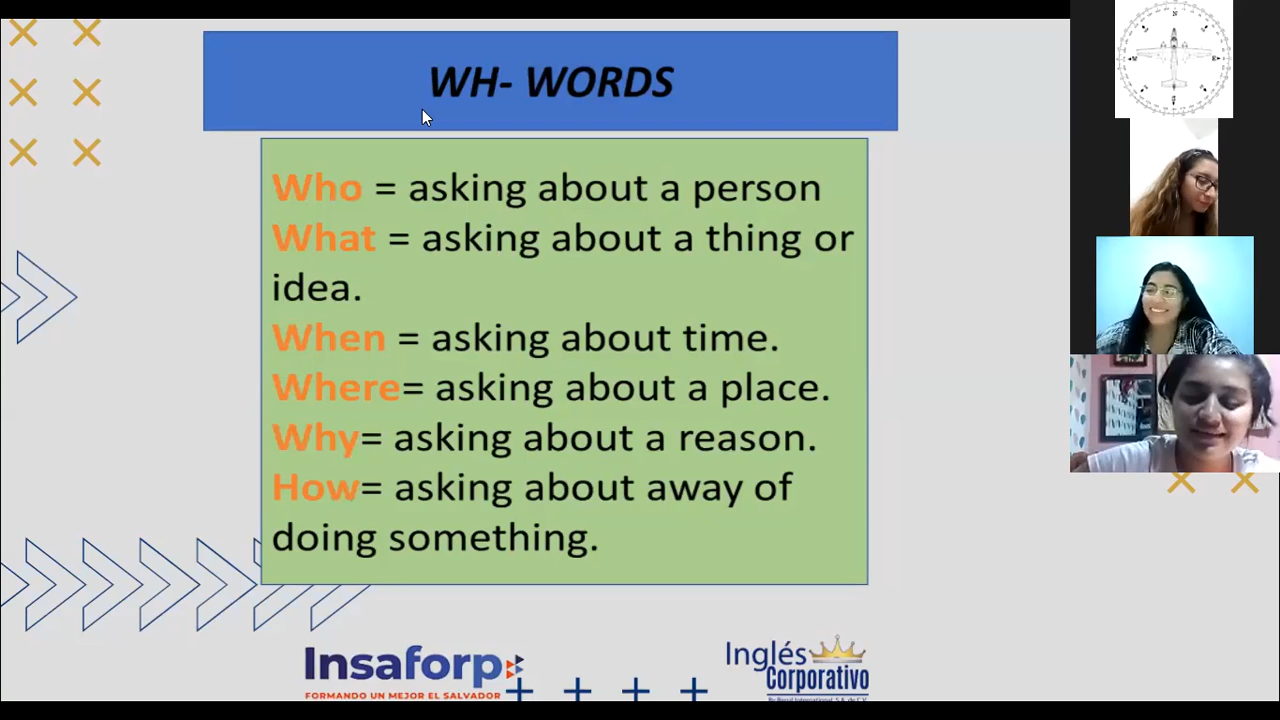 WH- WORDS
Who = asking about a person
What = asking about a thing or
idea.
When = asking about time.
Where= asking about a place.
Why= asking about a reason.
How= asking about away of
doing something.
Insaforp
FORMANDO UN MEJOR EL SALVADOR
Inglés
Corporativo